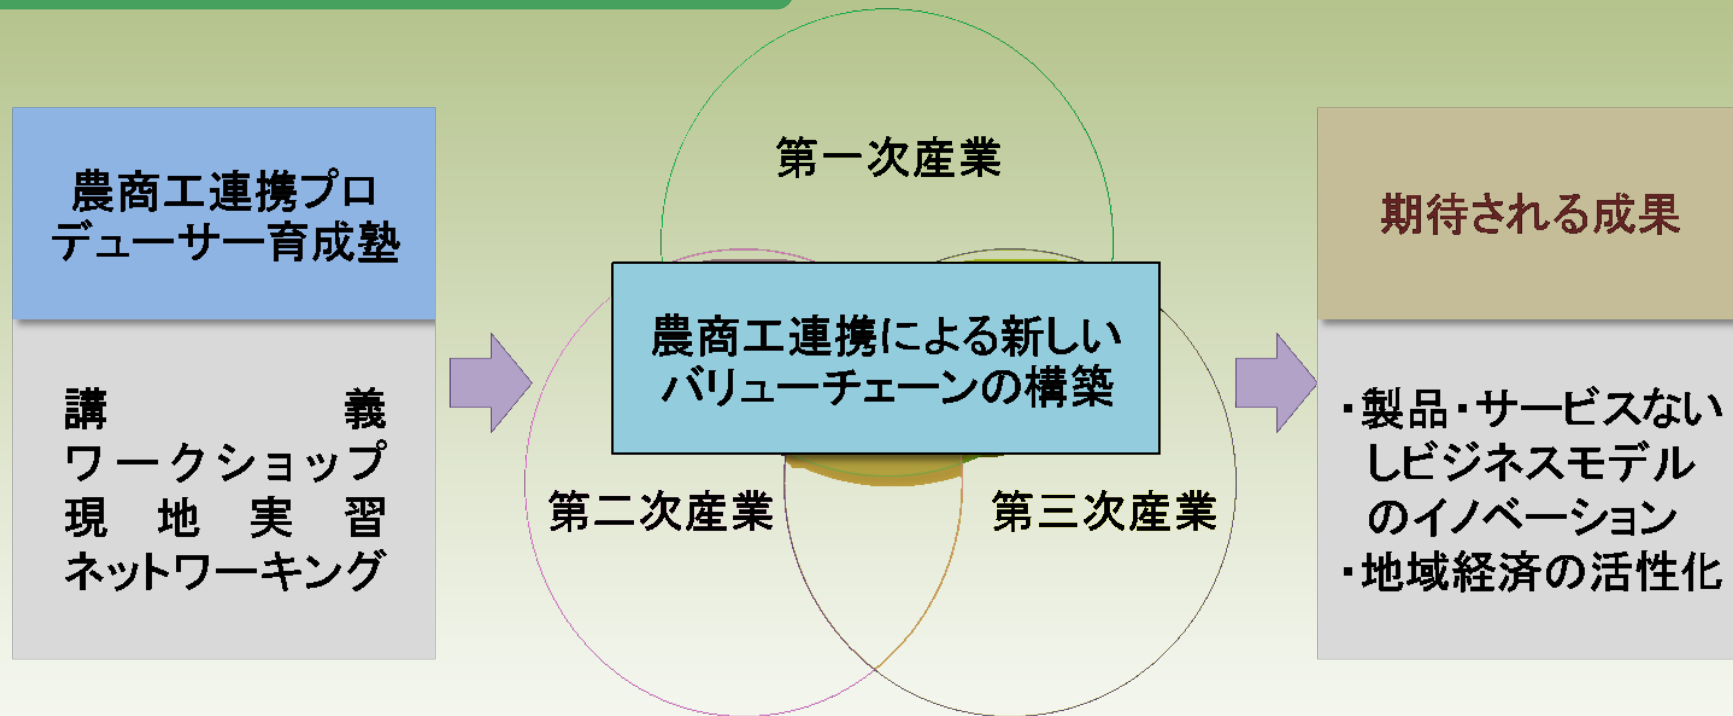 農商工連携プロ
デューサー育成塾
講義
ワークショップ
現地実習
ネットワーキング
第一次産業
農商工連携による新しい
バリューチェーンの構築
第二次産業
第三次産業
期待される成果
・製品・サービスない
しビジネスモデル
のイノベーション
・地域経済の活性化